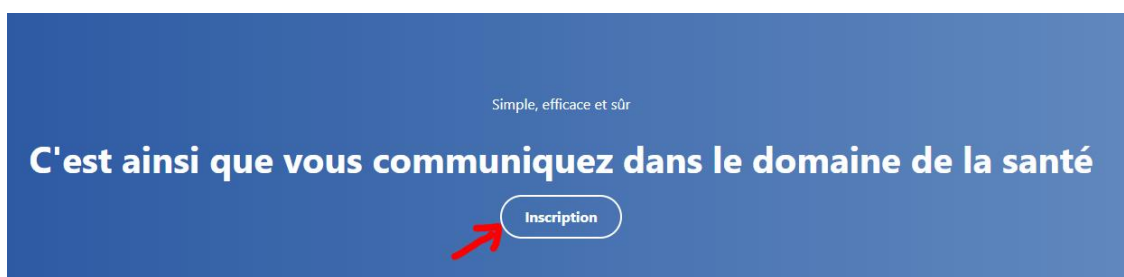 Simple, efficace et sûr
C'est ainsi que vous communiquez dans le domaine de la santé
Inscription